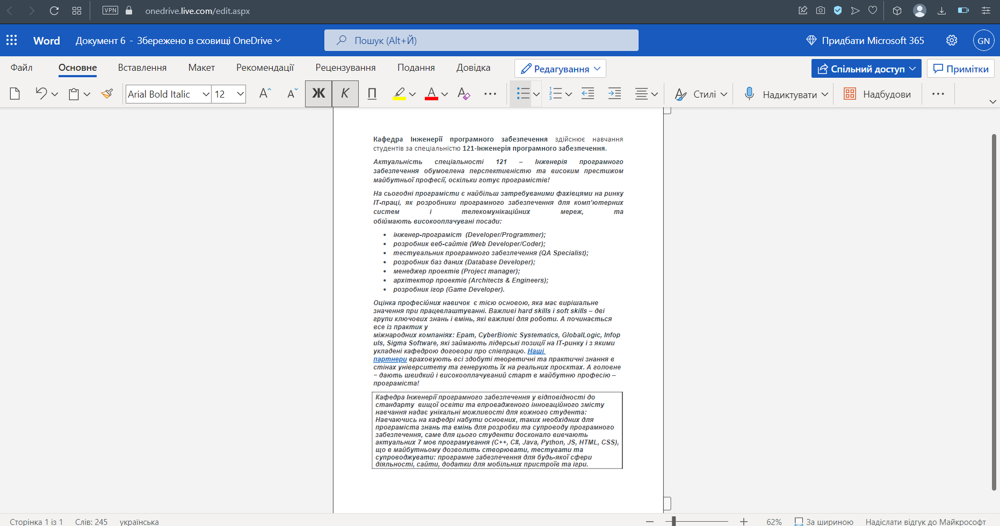 VPN onedrive.live.com/edit.aspx
Word Документ 6 - Збережено в сховищі OneDrive Пошук (Alt+Й) Придбати Microsoft 365 GN
Файл Основне Вставлення Макет Рекомендації Рецензування Подання Довідка Редагування Спільний доступ Примітки
Arial Bold Italic 12 Ж К П Стилі Надиктувати Надбудови
Кафедра Інженерії програмного забезпечення здійснює навчання
студентів за спеціальністю 121-Інженерія програмного забезпечення.
Актуальність спеціальності 121 – Інженерія програмного
забезпечення обумовлена перспективністю та високим престижом
майбутньої професії, оскільки готує програмістів!
На сьогодні програмісти є найбільш затребуваними фахівцями на ринку
ІТ-праці, як розробники програмного забезпечення для комп’ютерних
систем і телекомунікаційних мереж, та
обіймають високооплачувані посади:
• інженер-програміст (Developer/Programmer);
• розробник веб-сайтів (Web Developer/Coder);
• тестувальник програмного забезпечення (QA Specialist);
• розробник баз даних (Database Developer);
• менеджер проектів (Project manager);
• архітектор проектів (Architects & Engineers);
• розробник ігор (Game Developer).
Оцінка професійних навичок є тією основою, яка має вирішальне
значення при працевлаштуванні. Важливі hard skills і soft skills – дві
групи ключових знань і вмінь, які важливі для роботи. А починається
все із практик у
міжнародних компаніях: Epam, CyberBionic Systematics, GlobalLogic, Infop
uls, Sigma Software, які займають лідерські позиції на ІТ-ринку і з якими
укладені кафедрою договори про співпрацю. Наші
партнери враховують всі здобуті теоретичні та практичні знання в
стінах університету та генерують їх на реальних проєктах. А головне
– дають швидкий і високооплачуваний старт в майбутню професію –
програміста!
Кафедра Інженерії програмного забезпечення у відповідності до
стандарту вищої освіти та впровадженого інноваційного змісту
навчання надає унікальні можливості для кожного студента:
Навчаючись на кафедрі набути основних, таких необхідних для
програміста знань та вмінь для розробки та супроводу програмного
забезпечення, саме для цього студенти досконало вивчають
актуальних 7 мов програмування (C++, C#, Java, Python, JS, HTML, CSS),
що в майбутньому дозволить створювати, тестувати та
супроводжувати: програмне забезпечення для будь-якої сфери
діяльності, сайти, додатки для мобільних пристроїв та ігри.
Сторінка 1 із 1 Слів: 245 українська 62% За шириною Надіслати відгук до Майкрософт